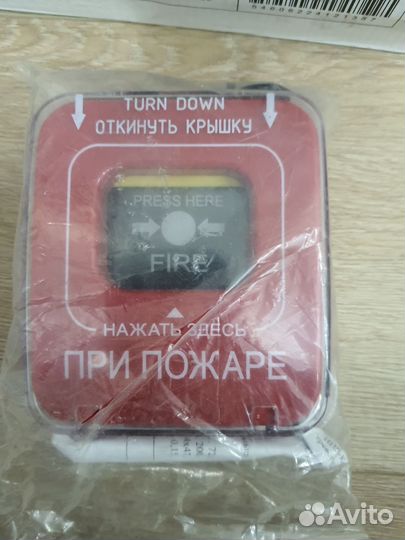 TURN DOWN
ОТКИНУТЬ КРЫШКУ
PRESS HERE
FIRE
НАЖАТЬ ЗДЕСЬ
ПРИ ПОЖАРЕ
Avito